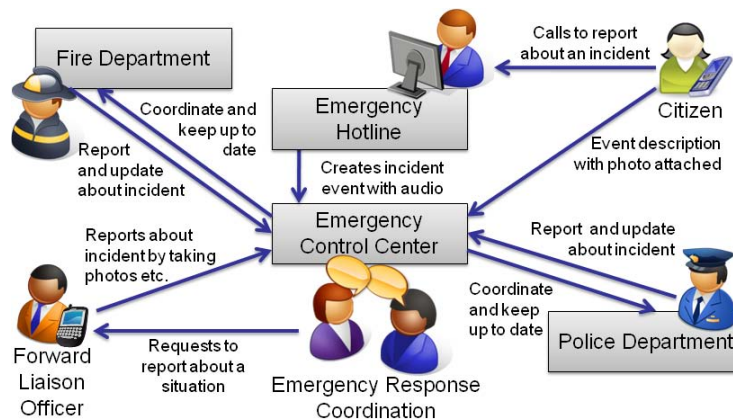 Fire Department
Calls to report
about an incident
Emergency
Hotline
Citizen
Coordinate and
keep up to
date
Report
and update
about incident
Creates incident
event with audio
Event description
with photo attached
Emergency
Control Center
Reports about
incident by taking
photos etc.
Report and update
about incident
Coordinate
and keep
up to date
Police Department
Forward
Liaison
Officer
Requests to
report about a
situation
Emergency Response
Coordination